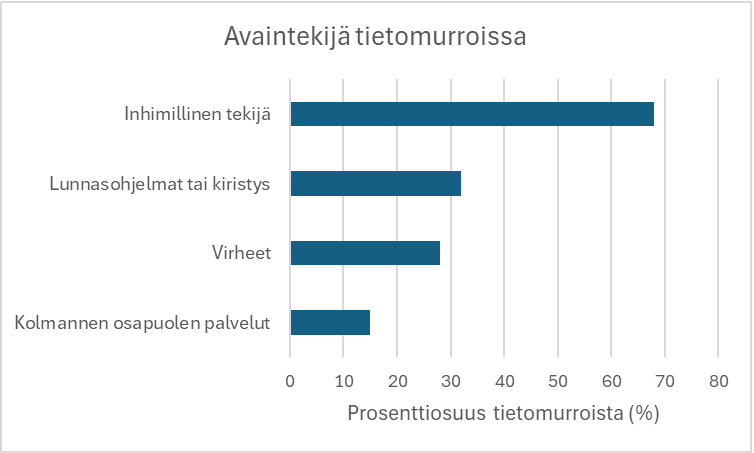 Avaintekijä tietomurroissa
Inhimillinen tekijä
Lunnasohjelmat tai kiristys
Virheet
Kolmannen osapuolen palvelut
0 10 20 30 40 50 60 70 80
Prosenttiosuus tietomurroista (%)